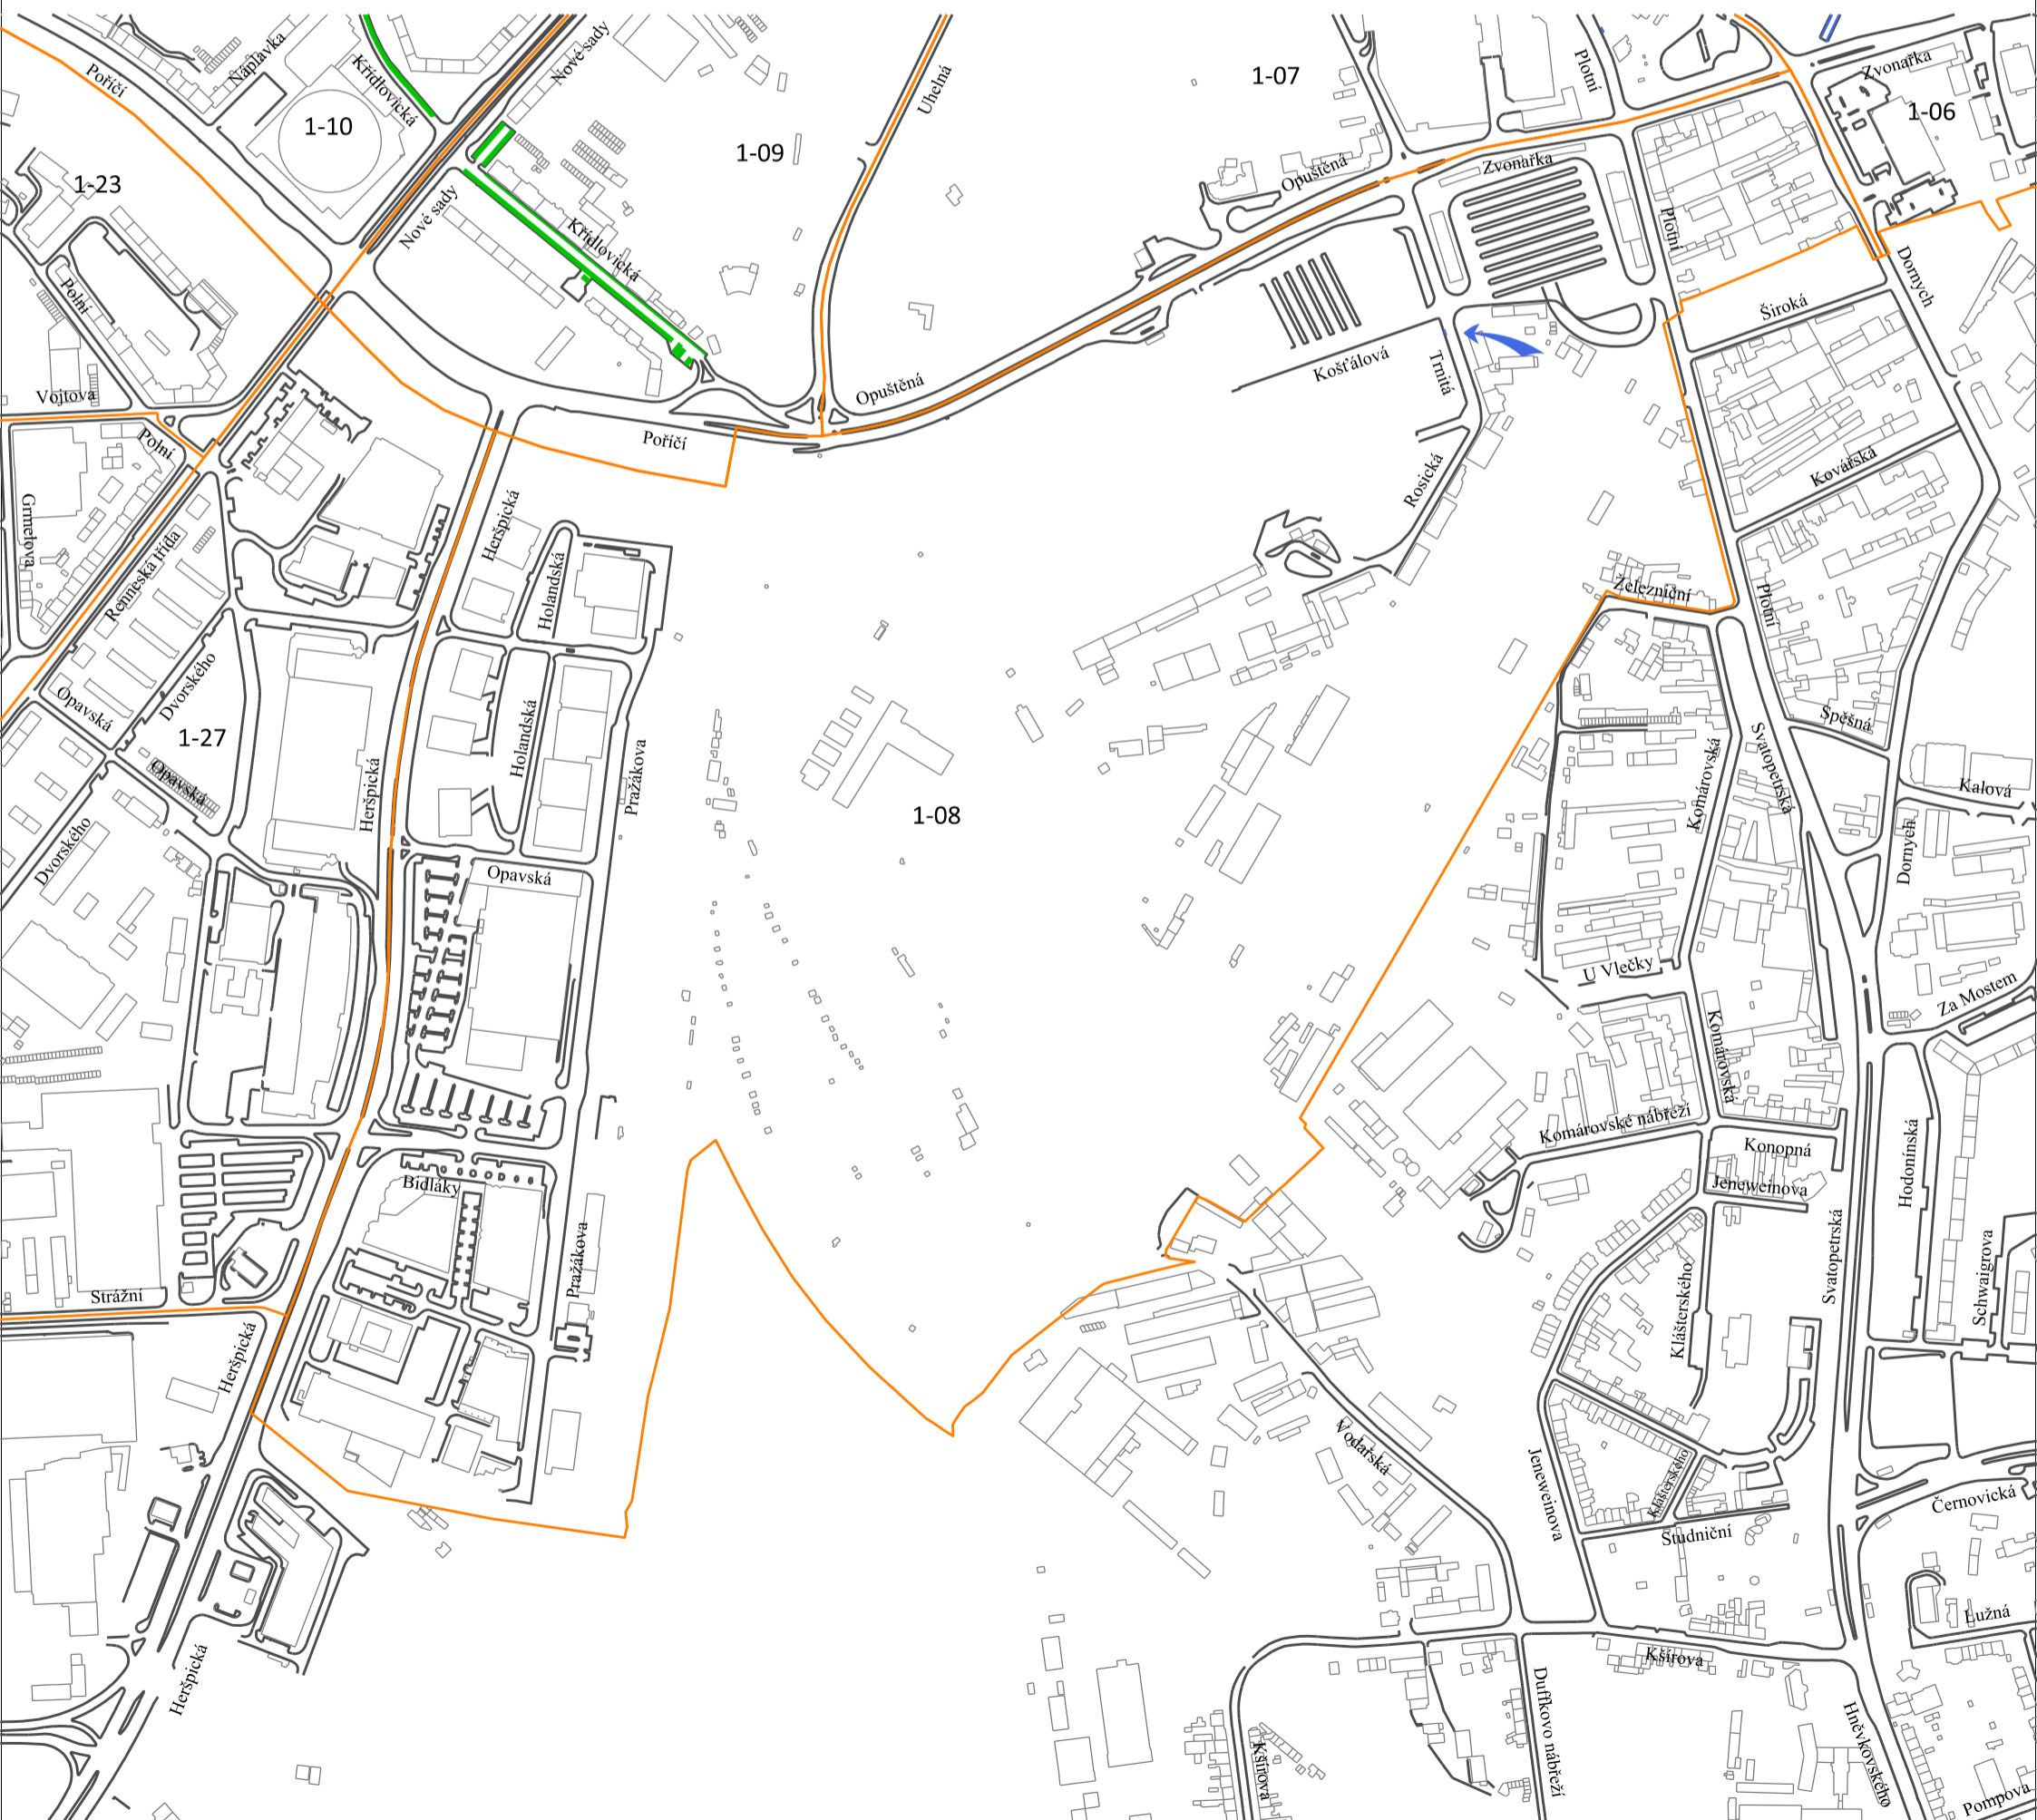 Nové sady
Náplavka
Poříčí
Křídlovická
1-10
1-23
1-09
Uhelná
1-07
Plotní
Zvonařka
1-06
Opuštěná
Zvonařka
Nové sady
Křídlovická
Plotní
Dornych
Polní
Široká
Košťálová
Trnitá
Vojtova
Opuštěná
Polní
Poříčí
Rosická
Kovářská
Grmelova
Heršpická
Renneská třída
Holandská
Železniční
Plotní
Opavská
Dvorského
1-27
Opavská
Heršpická
Holandská
Pražákova
1-08
Spěšná
Svatopetrská
Komárovská
Kalová
Dvorského
Opavská
Dornych
U Vlečky
Za Mostem
Komárovská
Komárovské nábřeží
Konopná
Jeneweinova
Hodonínská
Bidláky
Pražákova
Svatopetrská
Schwaigrova
Strážní
Klášterského
Heršpická
Vodařská
Jeneweinova
Klášterského
Černovická
Studniční
Lužná
Kšírova
Heršpická
Duffkovo nábřeží
Hněvkovského
Kšírova
Pompova